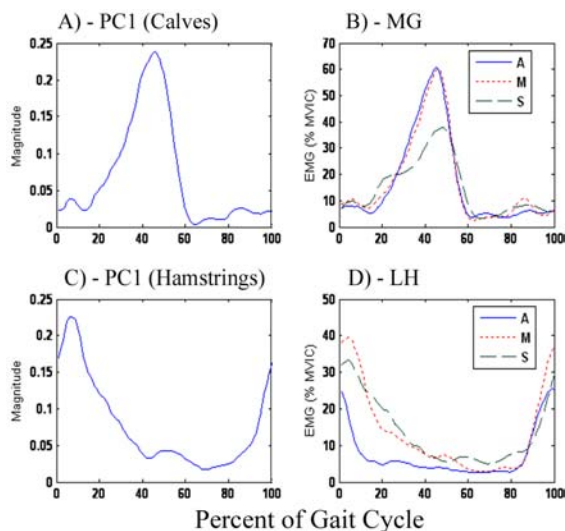 A) - PC1 (Calves)
B) - MG
0.25
0.2
0.15
0.1
0.05
0
Magnitude
0 20 40 60 80 100
70
60
50
40
30
20
10
0
EMG (% MVIC)
A
M
S
0 20 40 60 80 100
C) - PC1 (Hamstrings)
D) - LH
0.25
0.2
0.15
0.1
0.05
0
Magnitude
0 20 40 60 80 100
50
40
30
20
10
0
EMG (% MVIC)
A
M
S
0 20 40 60 80 100
Percent of Gait Cycle